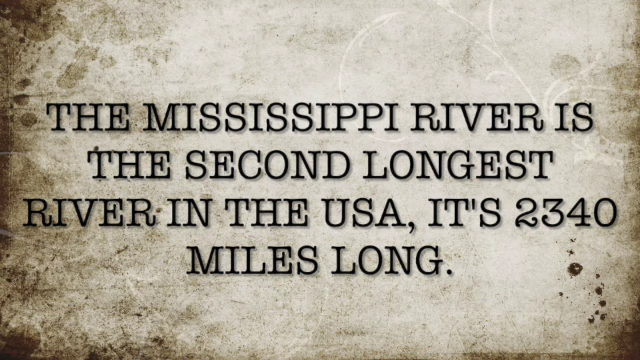 THE MISSISSIPPI RIVER IS
THE SECOND LONGEST
RIVER IN THE USA, IT'S 2340
MILES LONG.